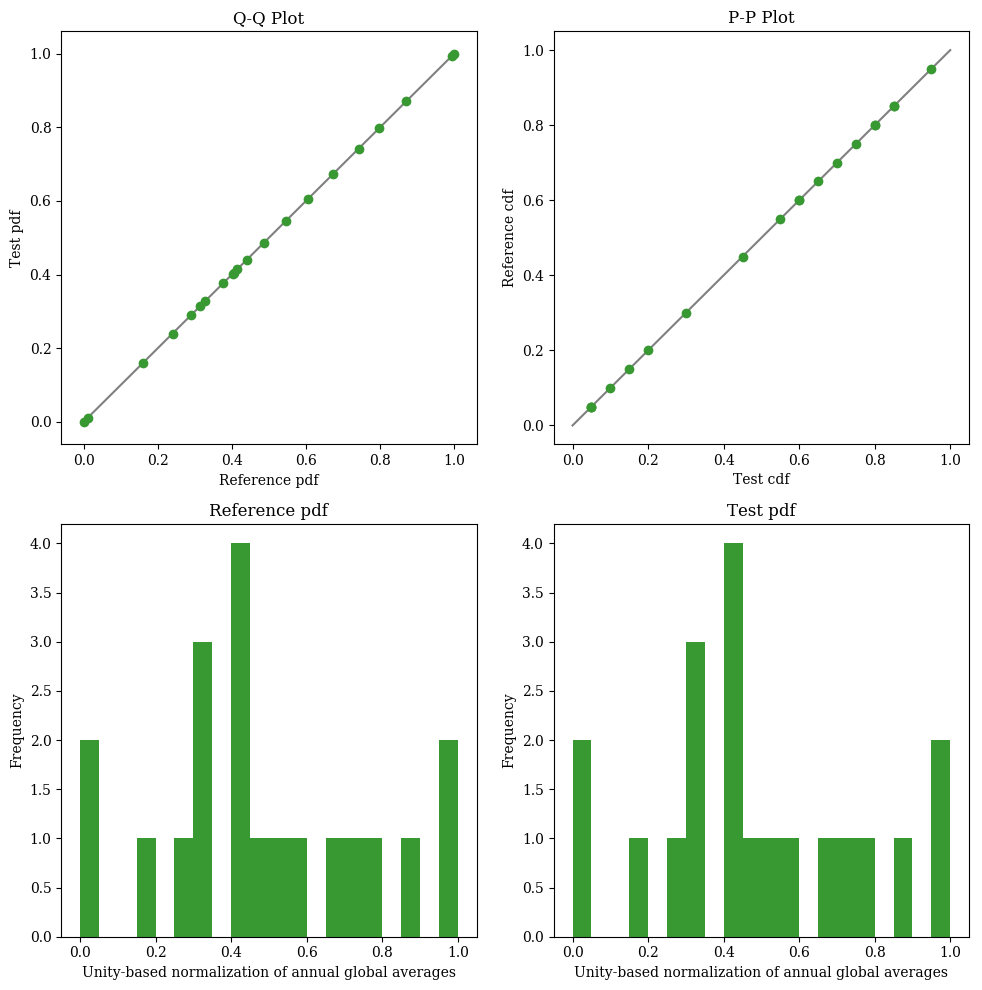 Q-Q Plot
Test pdf
1.0
0.8
0.6
0.4
0.2
0.0
0.0 0.2 0.4 0.6 0.8 1.0
Reference pdf
P-P Plot
Reference cdf
1.0
0.8
0.6
0.4
0.2
0.0
0.0 0.2 0.4 0.6 0.8 1.0
Test cdf
Reference pdf
Frequency
4.0
3.5
3.0
2.5
2.0
1.5
1.0
0.5
0.0
0.0 0.2 0.4 0.6 0.8 1.0
Unity-based normalization of annual global averages
Test pdf
Frequency
4.0
3.5
3.0
2.5
2.0
1.5
1.0
0.5
0.0
0.0 0.2 0.4 0.6 0.8 1.0
Unity-based normalization of annual global averages